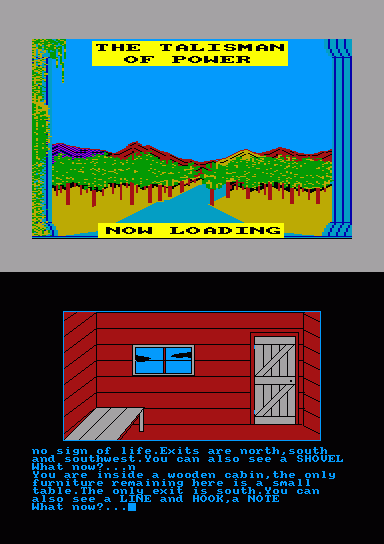 THE TALISMAN
OF POWER
NOW LOADING
no sign of life.Exits are north,south
and southwest.You can also see a SHOVEL
What now?...n
You are inside a wooden cabin,the only
furniture remaining here is a small
table.The only exit is south.You can
also see a LINE and HOOK,a NOTE
What now?...